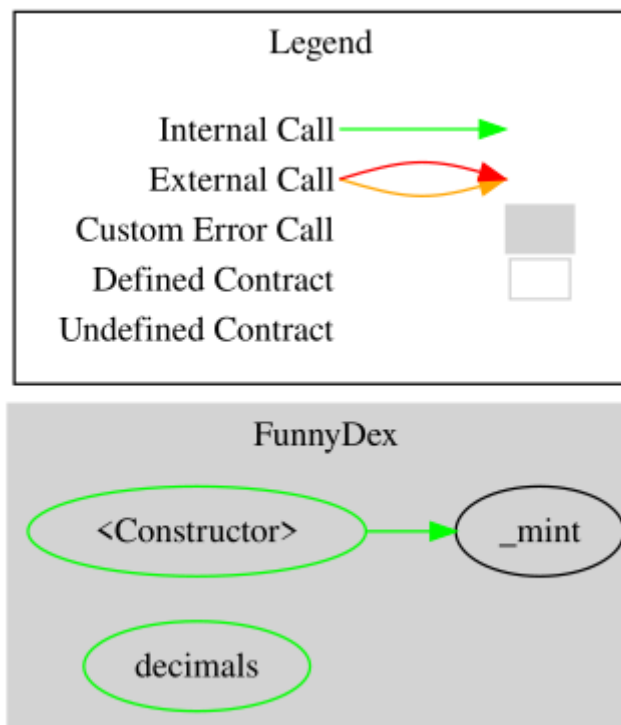 Legend
Internal Call
External Call
Custom Error Call
Defined Contract
Undefined Contract
FunnyDex
<Constructor>
_mint
decimals